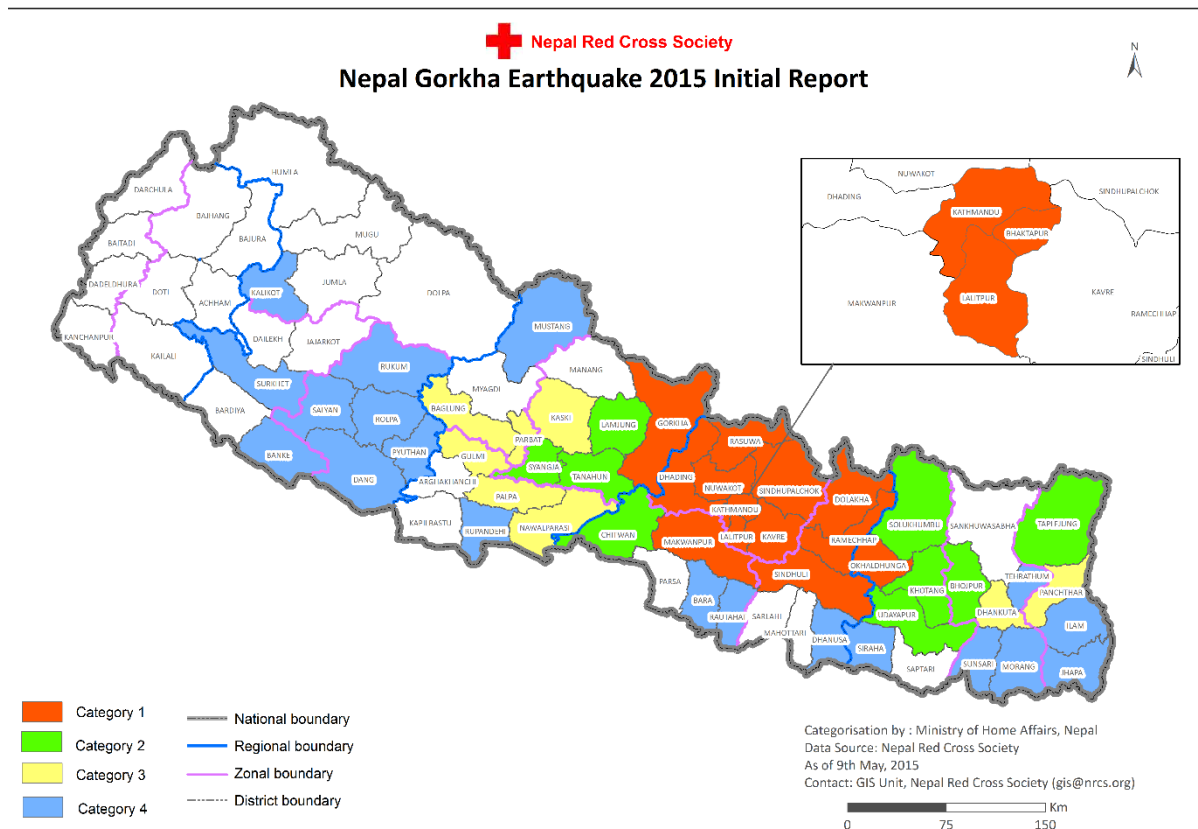 Nepal Red Cross Society
Nepal Gorkha Earthquake 2015 Initial Report
N
NUWAKOT
DHADING
SINDHUPALCHOK
KATHMANDU
BHAKTAPUR
LALITPUR
KAVRE
MAKWANPUR
RAMECHHAP
SINDHULI
HUMLA
DARCHULA
BAJHANG
BAITADI
BAJURA
MUGU
DADELDHURA
DOTI
ACHHAM
KALIKOT
JUMLA
DOLPA
MUSTANG
KANCHANPUR
KAILALI
DAILEKH
JAJARKOT
RUKUM
SURKHET
MYAGDI
MANANG
BARDIYA
SALYAN
ROLPA
BAGLUNG
KASKI
LAMJUNG
GORKHA
PARBAT
BANKE
PYUTHAN
GULMI
SYANGJA
TANAHUN
DANG
ARGHAKHANCHI
PALPA
DHADING
RASUWA
NUWAKOT
SINDHUPALCHOK
DOLAKHA
KAPILBASTU
RUPANDEHI
NAWALPARASI
CHITWAN
KATHMANDU
MAKWANPUR
LALITPUR
KAVRE
RAMECHHAP
SOLUKHUMBU
SANKHUWASABHA
TAPLEJUNG
SINDHULI
OKHALDHUNGA
KHOTANG
BHOJPUR
TEHRATHUM
PANCHTHAR
PARSA
BARA
RAUTAHAT
SARLAHI
MAHOTTARI
DHANUSA
SIRAHA
UDAYAPUR
DHANKUTA
ILAM
SAPTARI
SUNSARI
MORANG
JHAPA
Category 1
Category 2
Category 3
Category 4
National boundary
Regional boundary
Zonal boundary
District boundary
Categorisation by : Ministry of Home Affairs, Nepal
Data Source: Nepal Red Cross Society
As of 9th May, 2015
Contact: GIS Unit, Nepal Red Cross Society (gis@nrcs.org)
Km
0 75 150